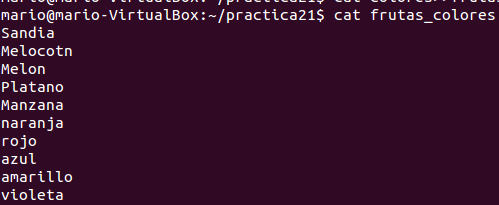 mario@mario-VirtualBox:~/practica21$ cat frutas_colores
Sandia
Melocotn
Melon
Platano
Manzana
naranja
rojo
azul
amarillo
violeta